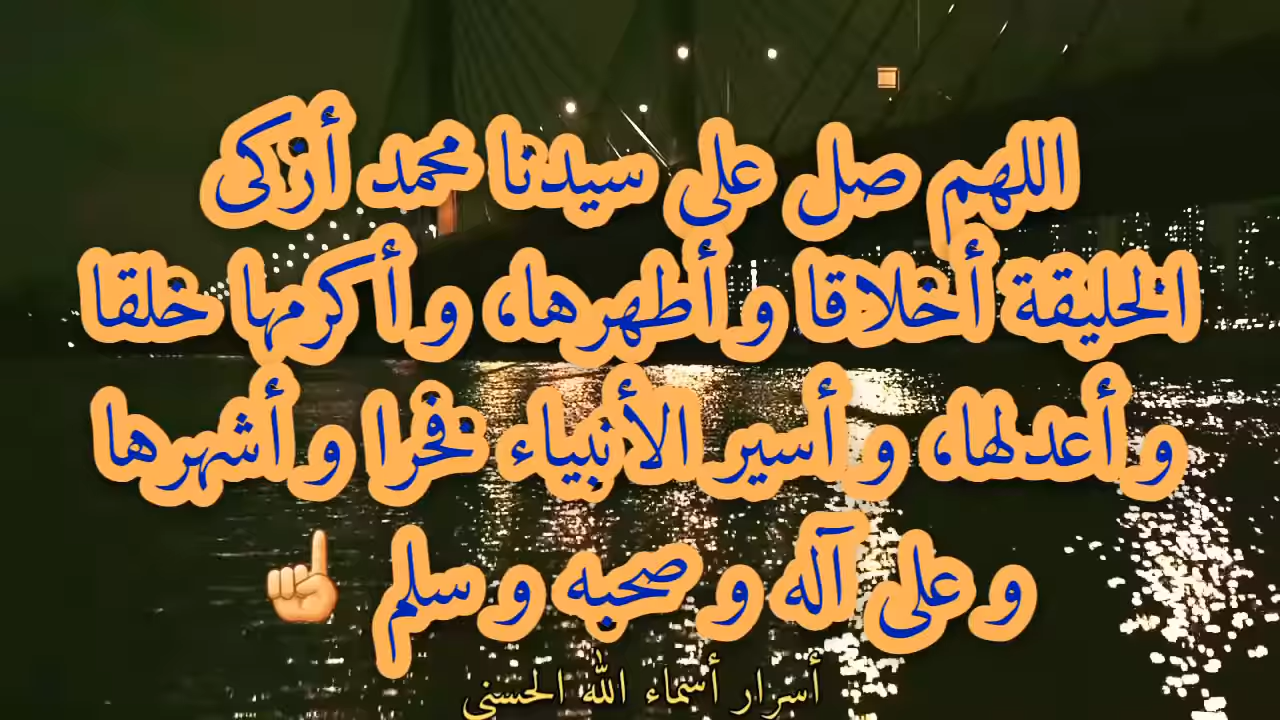 اللهم صل على سيدنا محمد أزكى
الخليقة أخلاقا و أطهرها، و أكرمها خلقا
و أعدلها، و أسير الأنبياء فخرا و أشهرها
و على آله و صحبه و سلم ☝
أسرار أسماء الله الحسنى